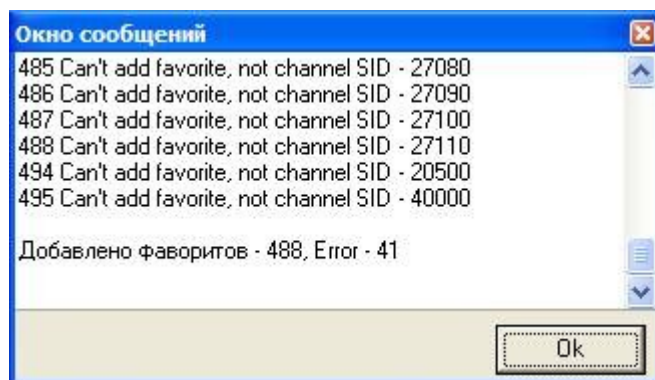 Окно сообщений
485 Can't add favorite, not channel SID - 27080
486 Can't add favorite, not channel SID - 27090
487 Can't add favorite, not channel SID - 27100
488 Can't add favorite, not channel SID - 27110
494 Can't add favorite, not channel SID - 20500
495 Can't add favorite, not channel SID - 40000
Добавлено фаворитов - 488, Error - 41
Ok